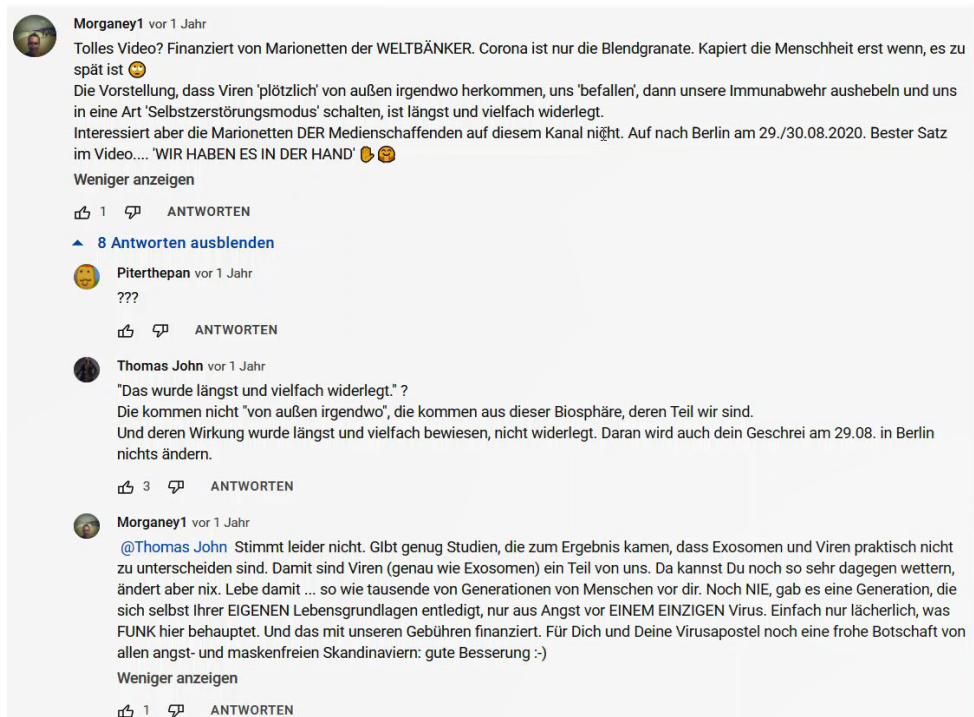 Morganey1 vor 1 Jahr
Tolles Video? Finanziert von Marionetten der WELTBÄNKER. Corona ist nur die Blendgranate. Kapiert die Menschheit erst wenn, es zu
spät ist 🙄
Die Vorstellung, dass Viren 'plötzlich' von außen irgendwo herkommen, uns 'befallen', dann unsere Immunabwehr aushebeln und uns
in eine Art 'Selbstzerstörungsmodus' schalten, ist längst und vielfach widerlegt.
Interessiert aber die Marionetten DER Medienschaffenden auf diesem Kanal nicht. Auf nach Berlin am 29./30.08.2020. Bester Satz
im Video.... 'WIR HABEN ES IN DER HAND' ✋🤗
Weniger anzeigen
1 ANTWORTEN
8 Antworten ausblenden
Piterthepan vor 1 Jahr
???
ANTWORTEN
Thomas John vor 1 Jahr
"Das wurde längst und vielfach widerlegt." ?
Die kommen nicht "von außen irgendwo", die kommen aus dieser Biosphäre, deren Teil wir sind.
Und deren Wirkung wurde längst und vielfach bewiesen, nicht widerlegt. Daran wird auch dein Geschrei am 29.08. in Berlin
nichts ändern.
3 ANTWORTEN
Morganey1 vor 1 Jahr
@Thomas John Stimmt leider nicht. GIbt genug Studien, die zum Ergebnis kamen, dass Exosomen und Viren praktisch nicht
zu unterscheiden sind. Damit sind Viren (genau wie Exosomen) ein Teil von uns. Da kannst Du noch so sehr dagegen wettern,
ändert aber nix. Lebe damit ... so wie tausende von Generationen von Menschen vor dir. Noch NIE, gab es eine Generation, die
sich selbst Ihrer EIGENEN Lebensgrundlagen entledigt, nur aus Angst vor EINEM EINZIGEN Virus. Einfach nur lächerlich, was
FUNK hier behauptet. Und das mit unseren Gebühren finanziert. Für Dich und Deine Virusapostel noch eine frohe Botschaft von
allen angst- und maskenfreien Skandinaviern: gute Besserung :-)
Weniger anzeigen
1 ANTWORTEN